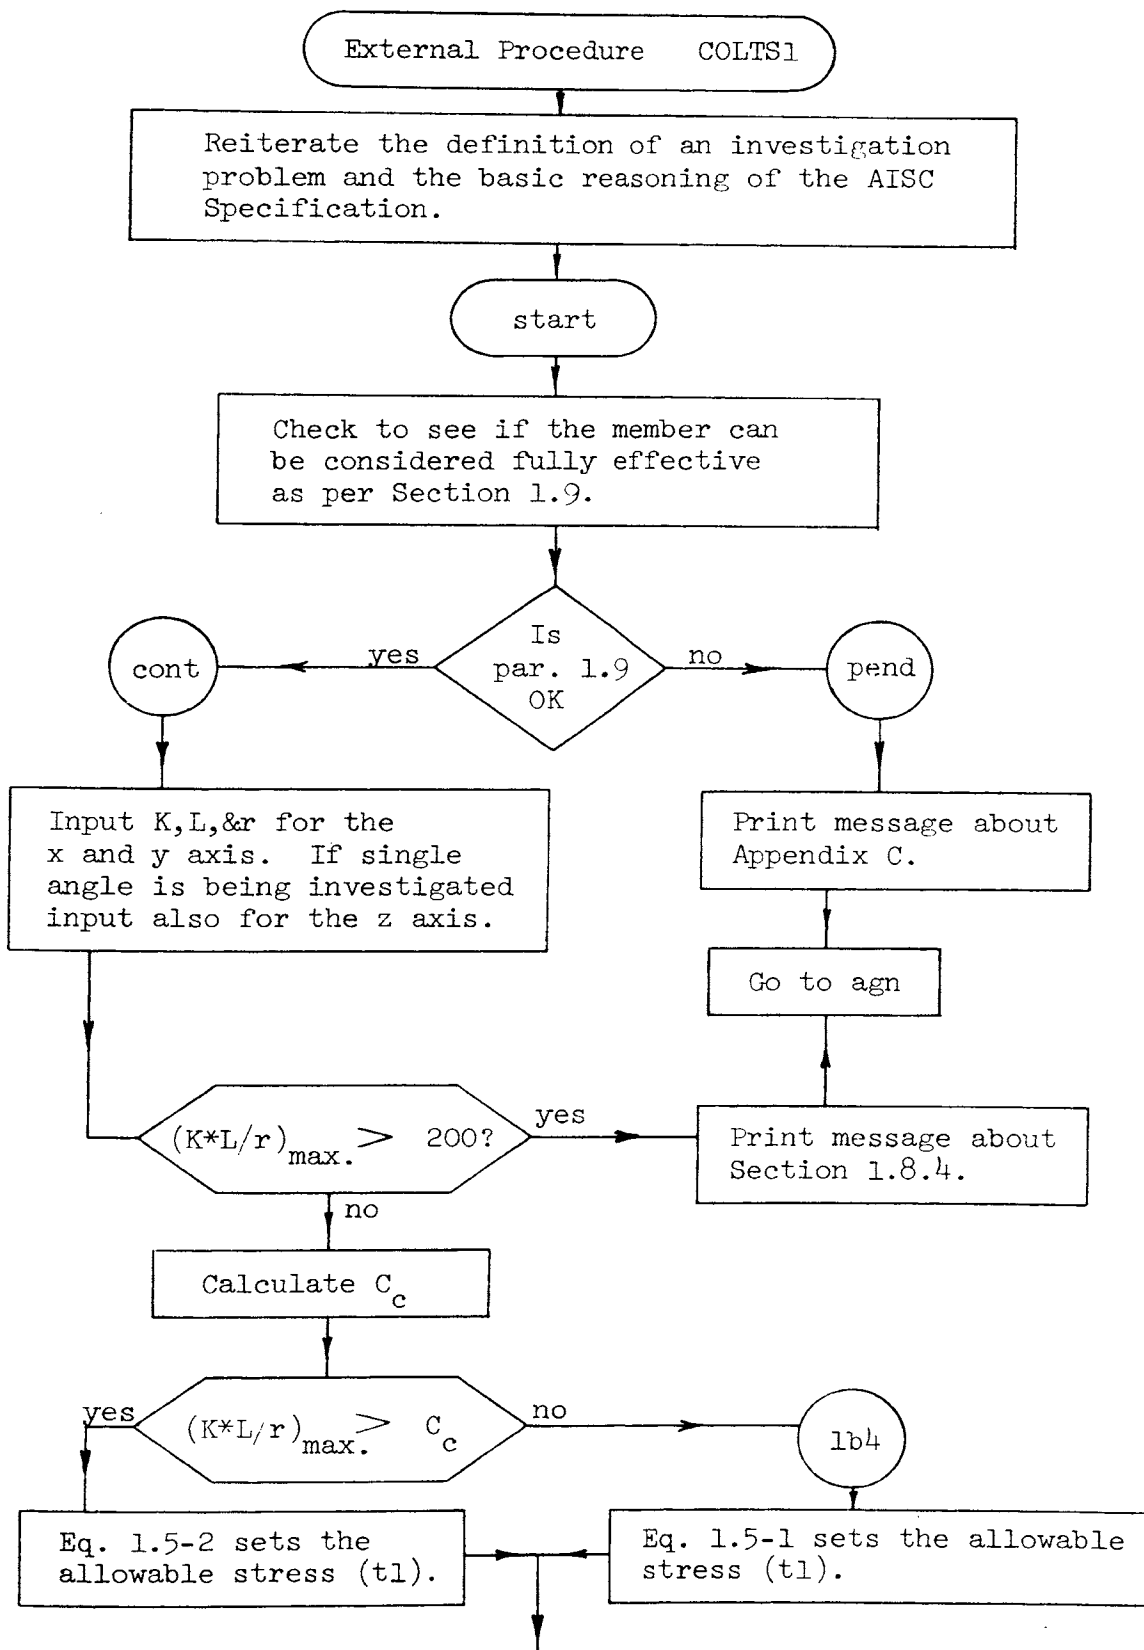 External Procedure COLTS1
Reiterate the definition of an investigation
problem and the basic reasoning of the AISC
Specification.
start
Check to see if the member can
be considered fully effective
as per Section 1.9.
Is
par. 1.9
OK
yes
no
cont
pend
Input K,L,&r for the
x and y axis. If single
angle is being investigated
input also for the z axis.
Print message about
Appendix C.
Go to agn
(K*L/r)max. > 200?
yes
Print message about
Section 1.8.4.
no
Calculate Cc
yes
(K*L/r)max. > Cc
no
lb4
Eq. 1.5-2 sets the
allowable stress (tl).
Eq. 1.5-1 sets the allowable
stress (tl).